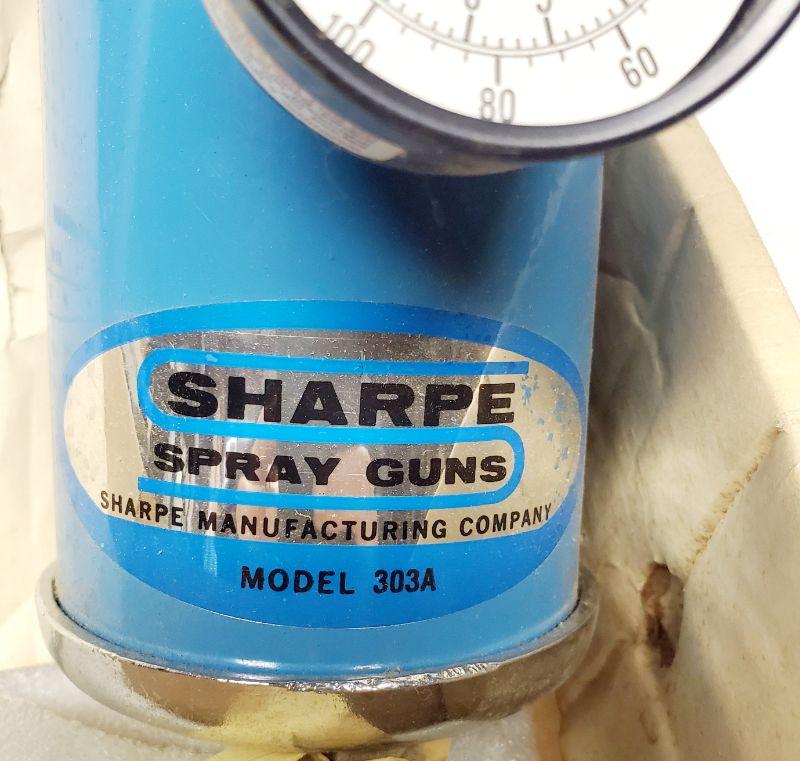 100
80
60
SHARPE
SPRAY GUNS
SHARPE MANUFACTURING COMPANY
MODEL 303A